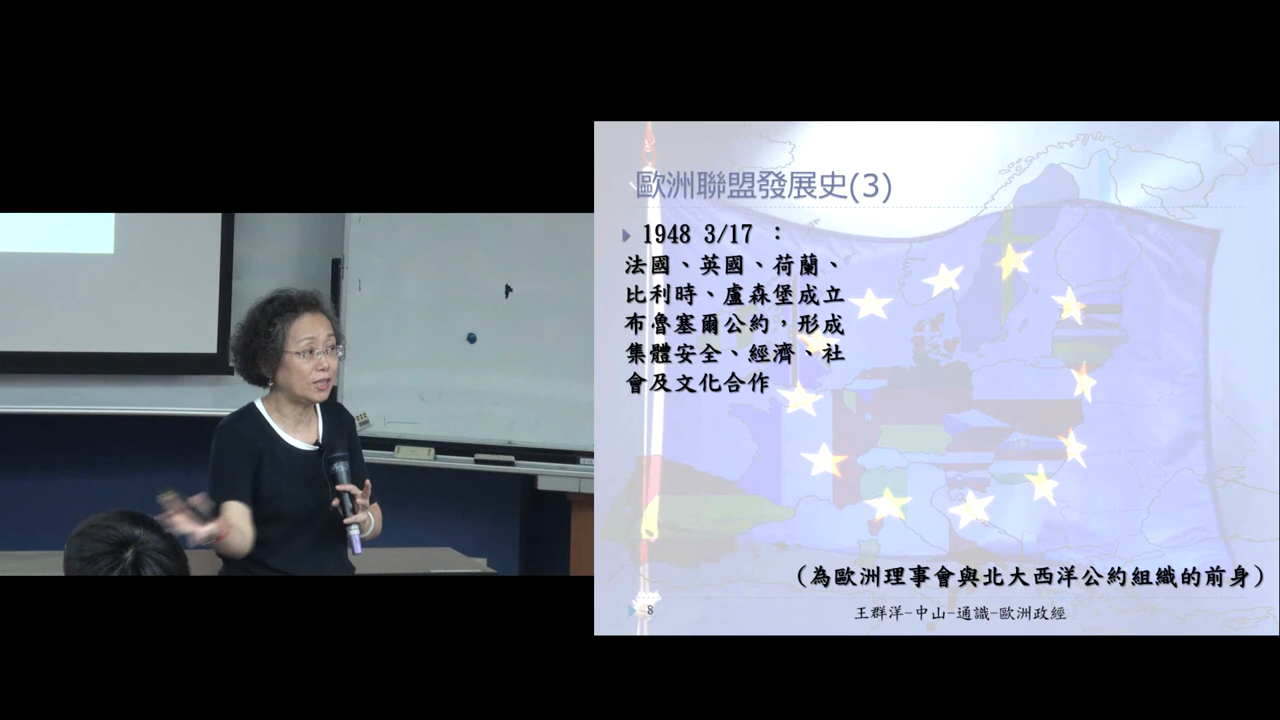 歐洲聯盟發展史(3)
1948 3/17 ：
法國、英國、荷蘭、
比利時、盧森堡成立
布魯塞爾公約，形成
集體安全、經濟、社
會及文化合作
(為歐洲理事會與北大西洋公約組織的前身)
8
王群洋-中山-通識-歐洲政經